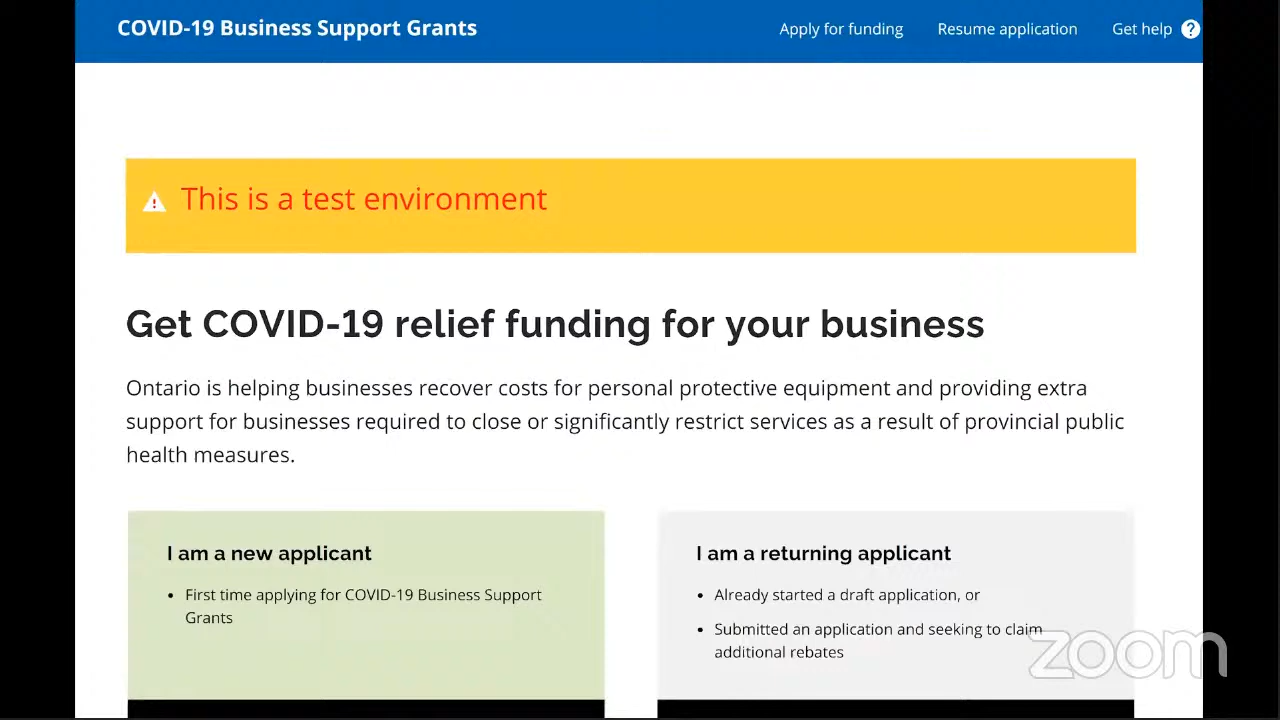 COVID-19 Business Support Grants
Apply for funding
Resume application
Get help ?
This is a test environment
Get COVID-19 relief funding for your business
Ontario is helping businesses recover costs for personal protective equipment and providing extra
support for businesses required to close or significantly restrict services as a result of provincial public
health measures.
I am a new applicant
• First time applying for COVID-19 Business Support
Grants
I am a returning applicant
• Already started a draft application, or
• Submitted an application and seeking to claim
additional rebates
zoom